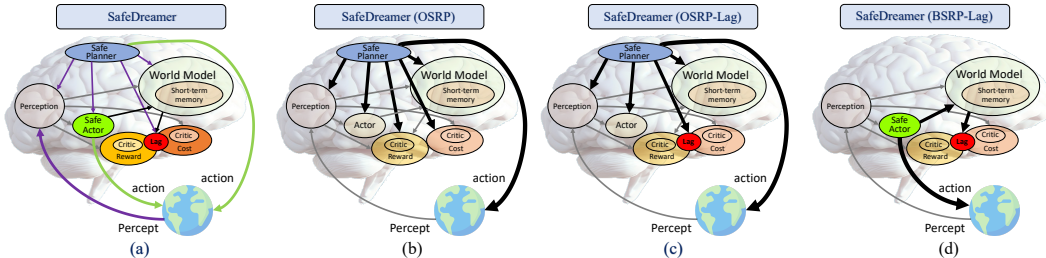 SafeDreamer
Safe
Planner
World Model
Short-term
memory
Perception
Safe
Actor
Critic
Reward
Lag
Critic
Cost
action
action
Percept
(a)
SafeDreamer (OSRP)
Safe
Planner
World Model
Short-term
memory
Perception
Actor
Critic
Reward
Critic
Cost
action
Percept
(b)
SafeDreamer (OSRP-Lag)
Safe
Planner
World Model
Short-term
memory
Perception
Actor
Critic
Reward
Lag
Critic
Cost
action
Percept
(c)
SafeDreamer (BSRP-Lag)
World Model
Short-term
memory
Perception
Safe
Actor
Critic
Reward
Lag
Critic
Cost
action
Percept
(d)